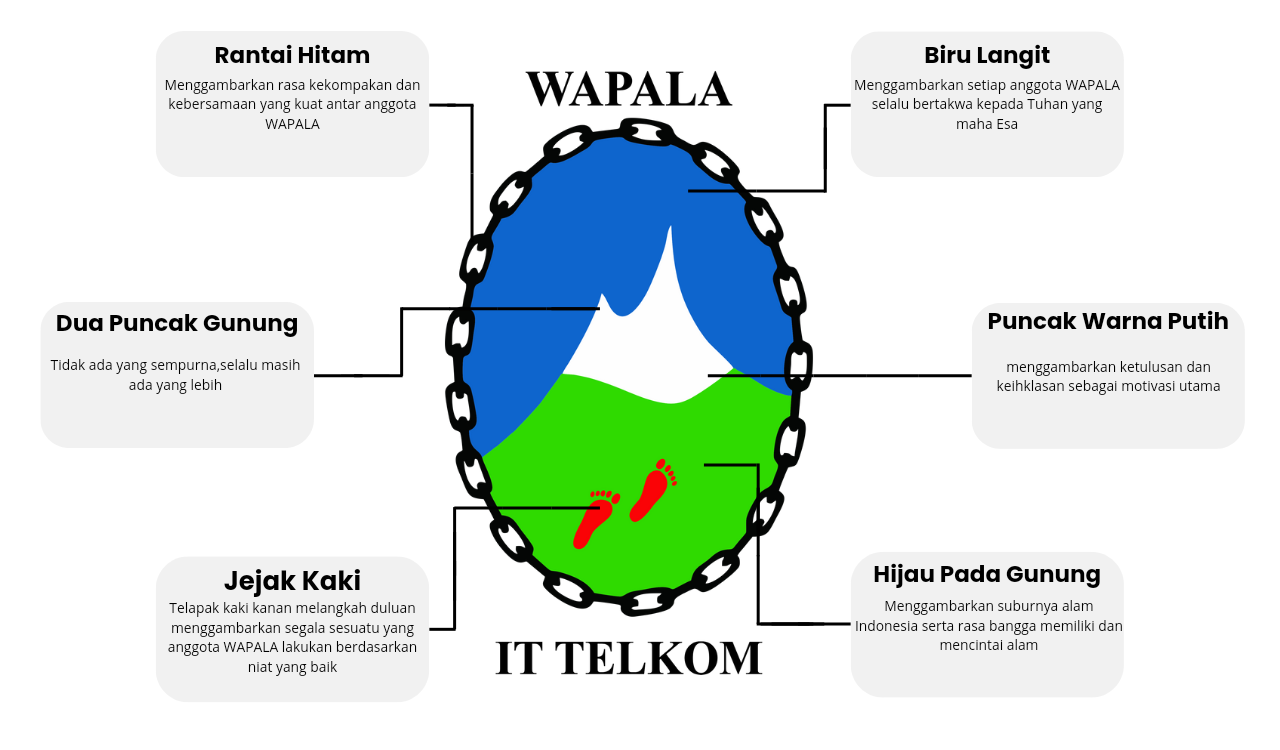 Rantai Hitam
Menggambarkan rasa kekompakan dan
kebersamaan yang kuat antar anggota
WAPALA
WAPALA
Biru Langit
Menggambarkan setiap anggota WAPALA
selalu bertakwa kepada Tuhan yang
maha Esa
Dua Puncak Gunung
Tidak ada yang sempurna,selalu masih
ada yang lebih
Puncak Warna Putih
menggambarkan ketulusan dan
keihklasan sebagai motivasi utama
Jejak Kaki
Telapak kaki kanan melangkah duluan
menggambarkan segala sesuatu yang
anggota WAPALA lakukan berdasarkan
niat yang baik
IT TELKOM
Hijau Pada Gunung
Menggambarkan suburnya alam
Indonesia serta rasa bangga memiliki dan
mencintai alam